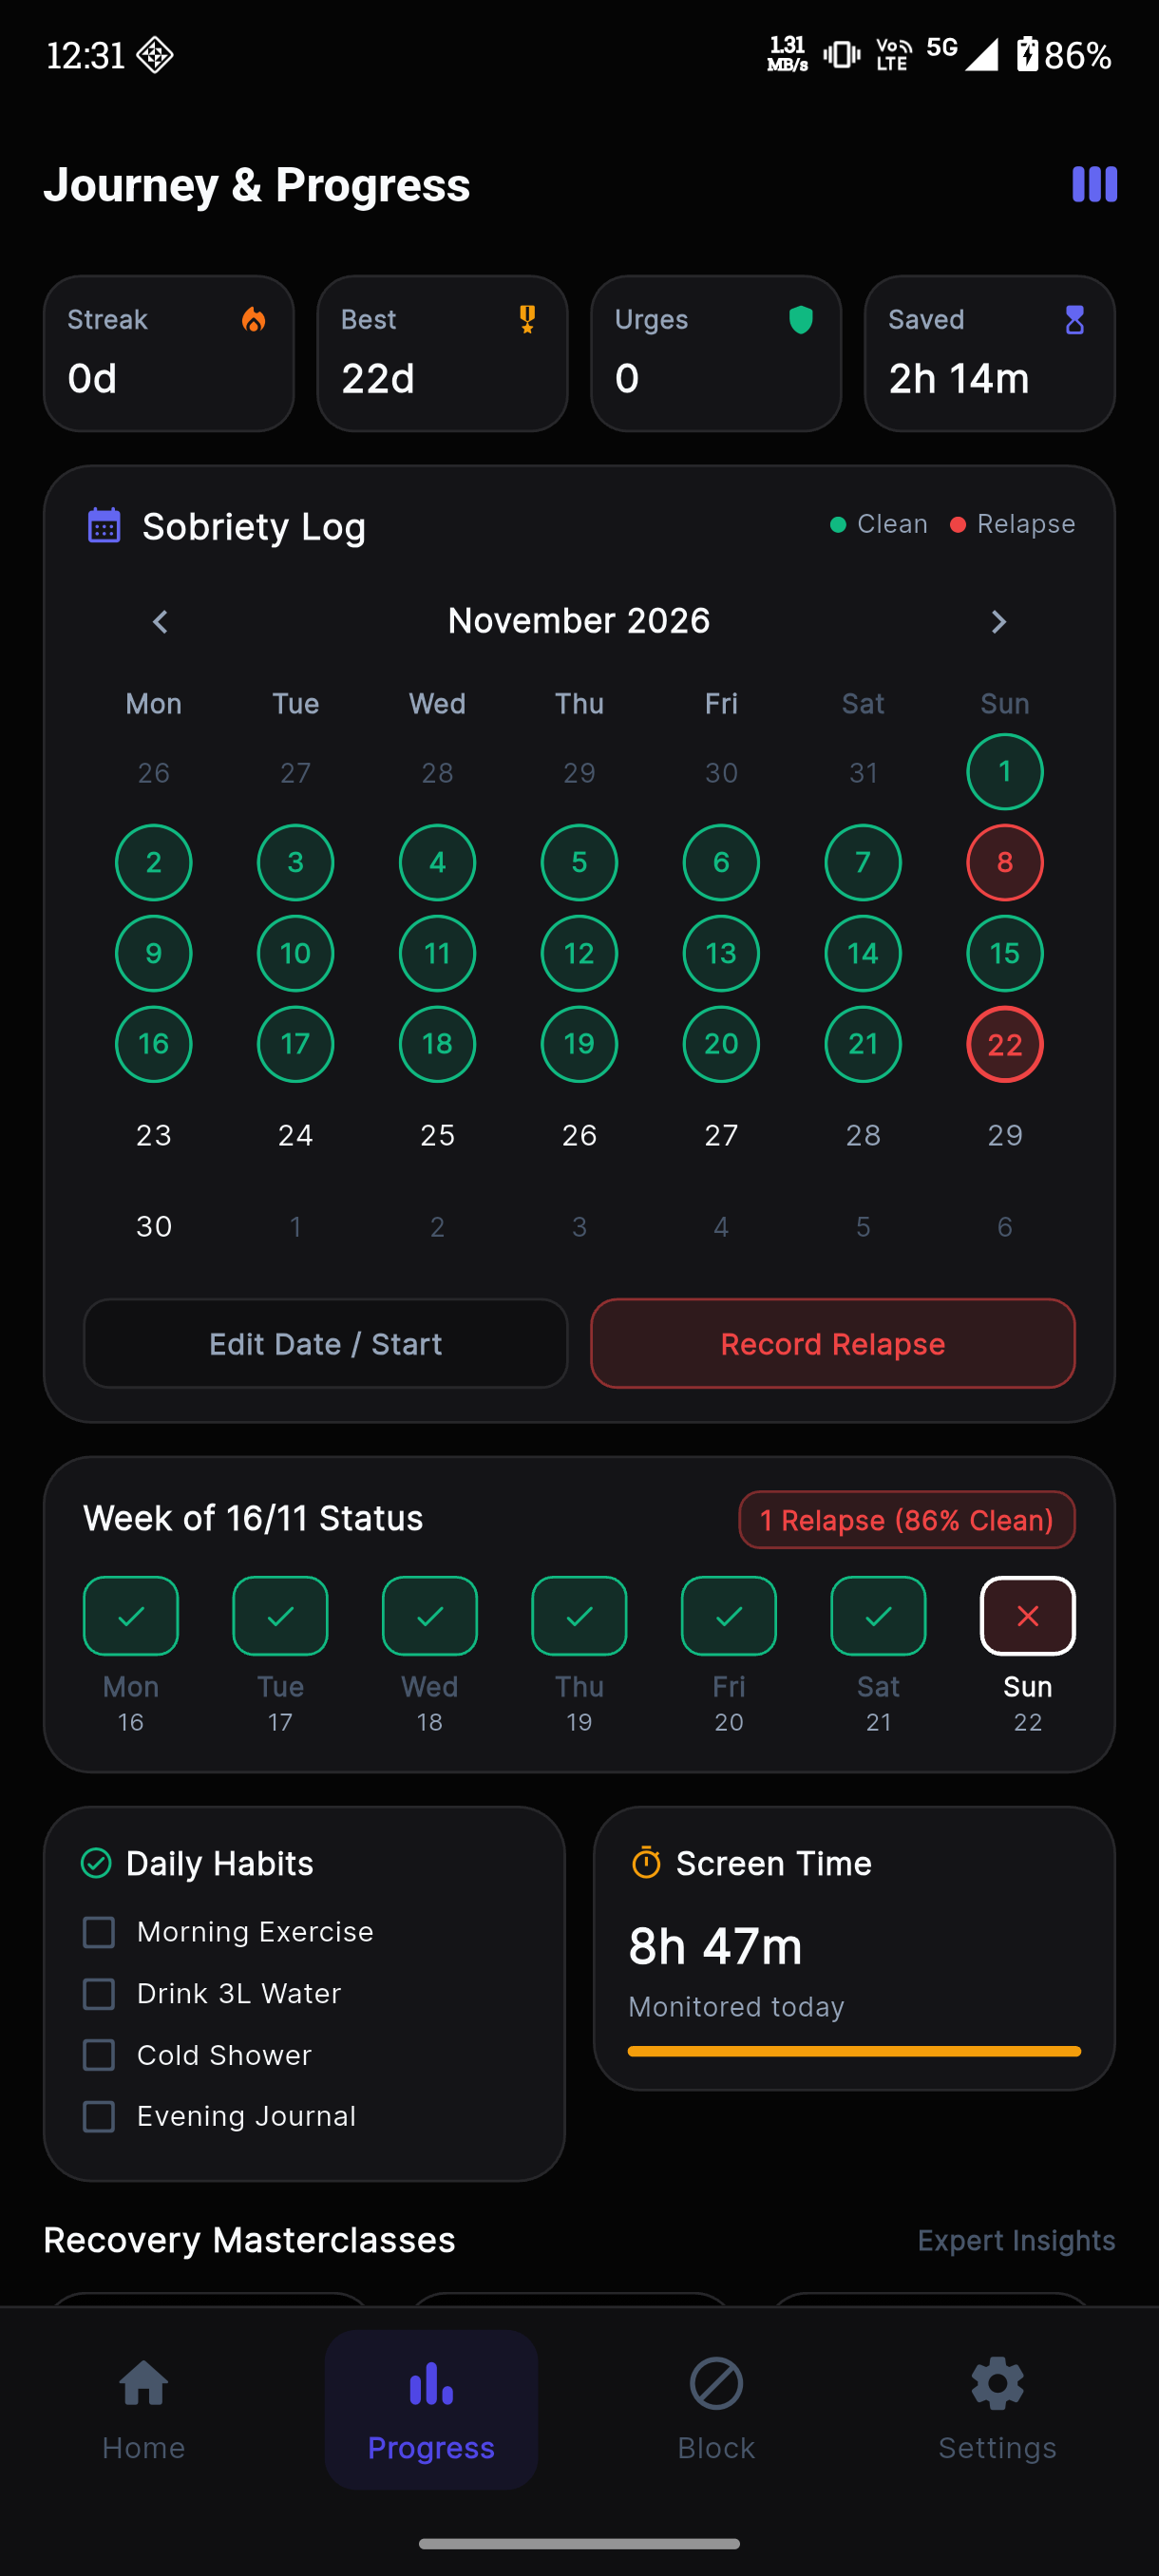 12:31
1.31 MB/s
Vo LTE
5G
86%
Journey & Progress
Streak
0d
Best
22d
Urges
0
Saved
2h 14m
Sobriety Log
Clean
Relapse
November 2026
Mon Tue Wed Thu Fri Sat Sun
26 27 28 29 30 31 1
2 3 4 5 6 7 8
9 10 11 12 13 14 15
16 17 18 19 20 21 22
23 24 25 26 27 28 29
30 1 2 3 4 5 6
Edit Date / Start
Record Relapse
Week of 16/11 Status
1 Relapse (86% Clean)
Mon Tue Wed Thu Fri Sat Sun
16 17 18 19 20 21 22
Daily Habits
Morning Exercise
Drink 3L Water
Cold Shower
Evening Journal
Screen Time
8h 47m
Monitored today
Recovery Masterclasses
Expert Insights
Home
Progress
Block
Settings